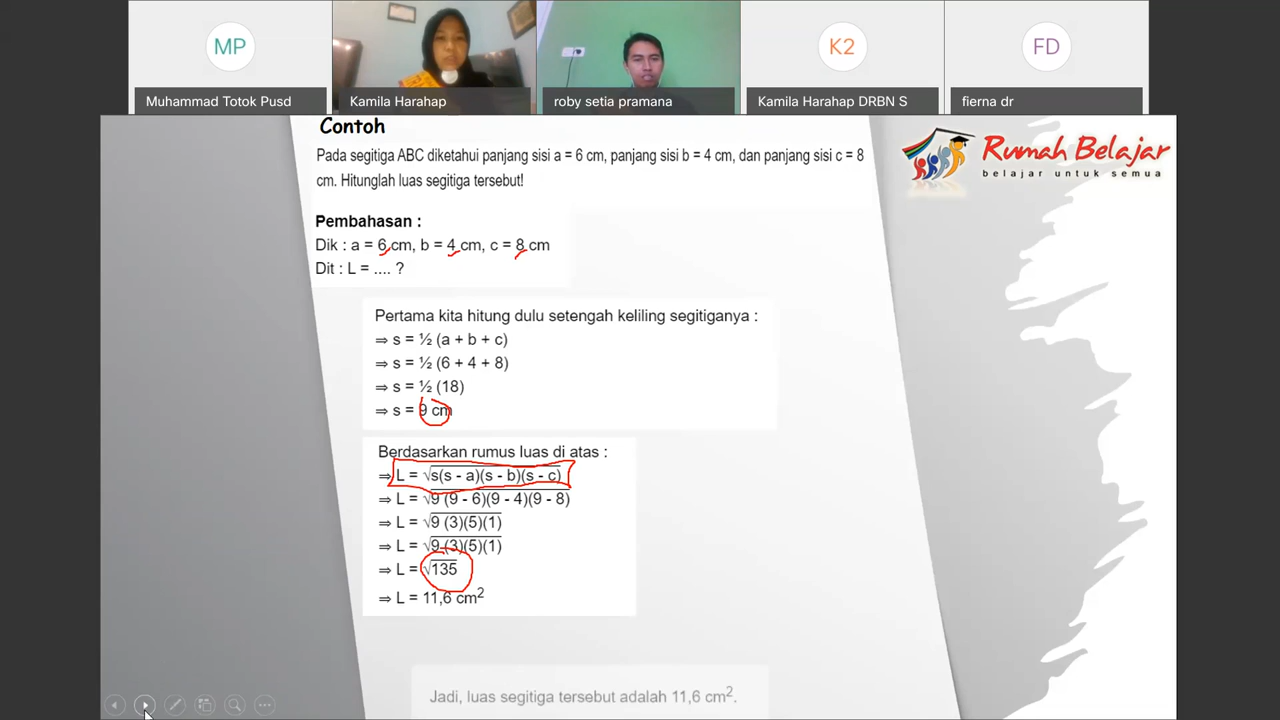 MP
K2
FD
Muhammad Totok Pusd
Kamila Harahap
roby setia pramana
Kamila Harahap DRBN S
fierna dr
Contoh
Rumah Belajar
belajar untuk semua
Pada segitiga ABC diketahui panjang sisi a = 6 cm, panjang sisi b = 4 cm, dan panjang sisi c = 8
cm. Hitunglah luas segitiga tersebut!
Pembahasan :
Dik : a = 6 cm, b = 4 cm, c = 8 cm
Dit : L = .... ?
Pertama kita hitung dulu setengah keliling segitiganya :
⇒ s = ½ (a + b + c)
⇒ s = ½ (6 + 4 + 8)
⇒ s = ½ (18)
⇒ s = 9 cm
Berdasarkan rumus luas di atas :
⇒ L = √s(s - a)(s - b)(s - c)
⇒ L = √9 (9 - 6)(9 - 4)(9 - 8)
⇒ L = √9 (3)(5)(1)
⇒ L = √9 (3)(5)(1)
⇒ L = √135
⇒ L = 11,6 cm²
Jadi, luas segitiga tersebut adalah 11,6 cm².